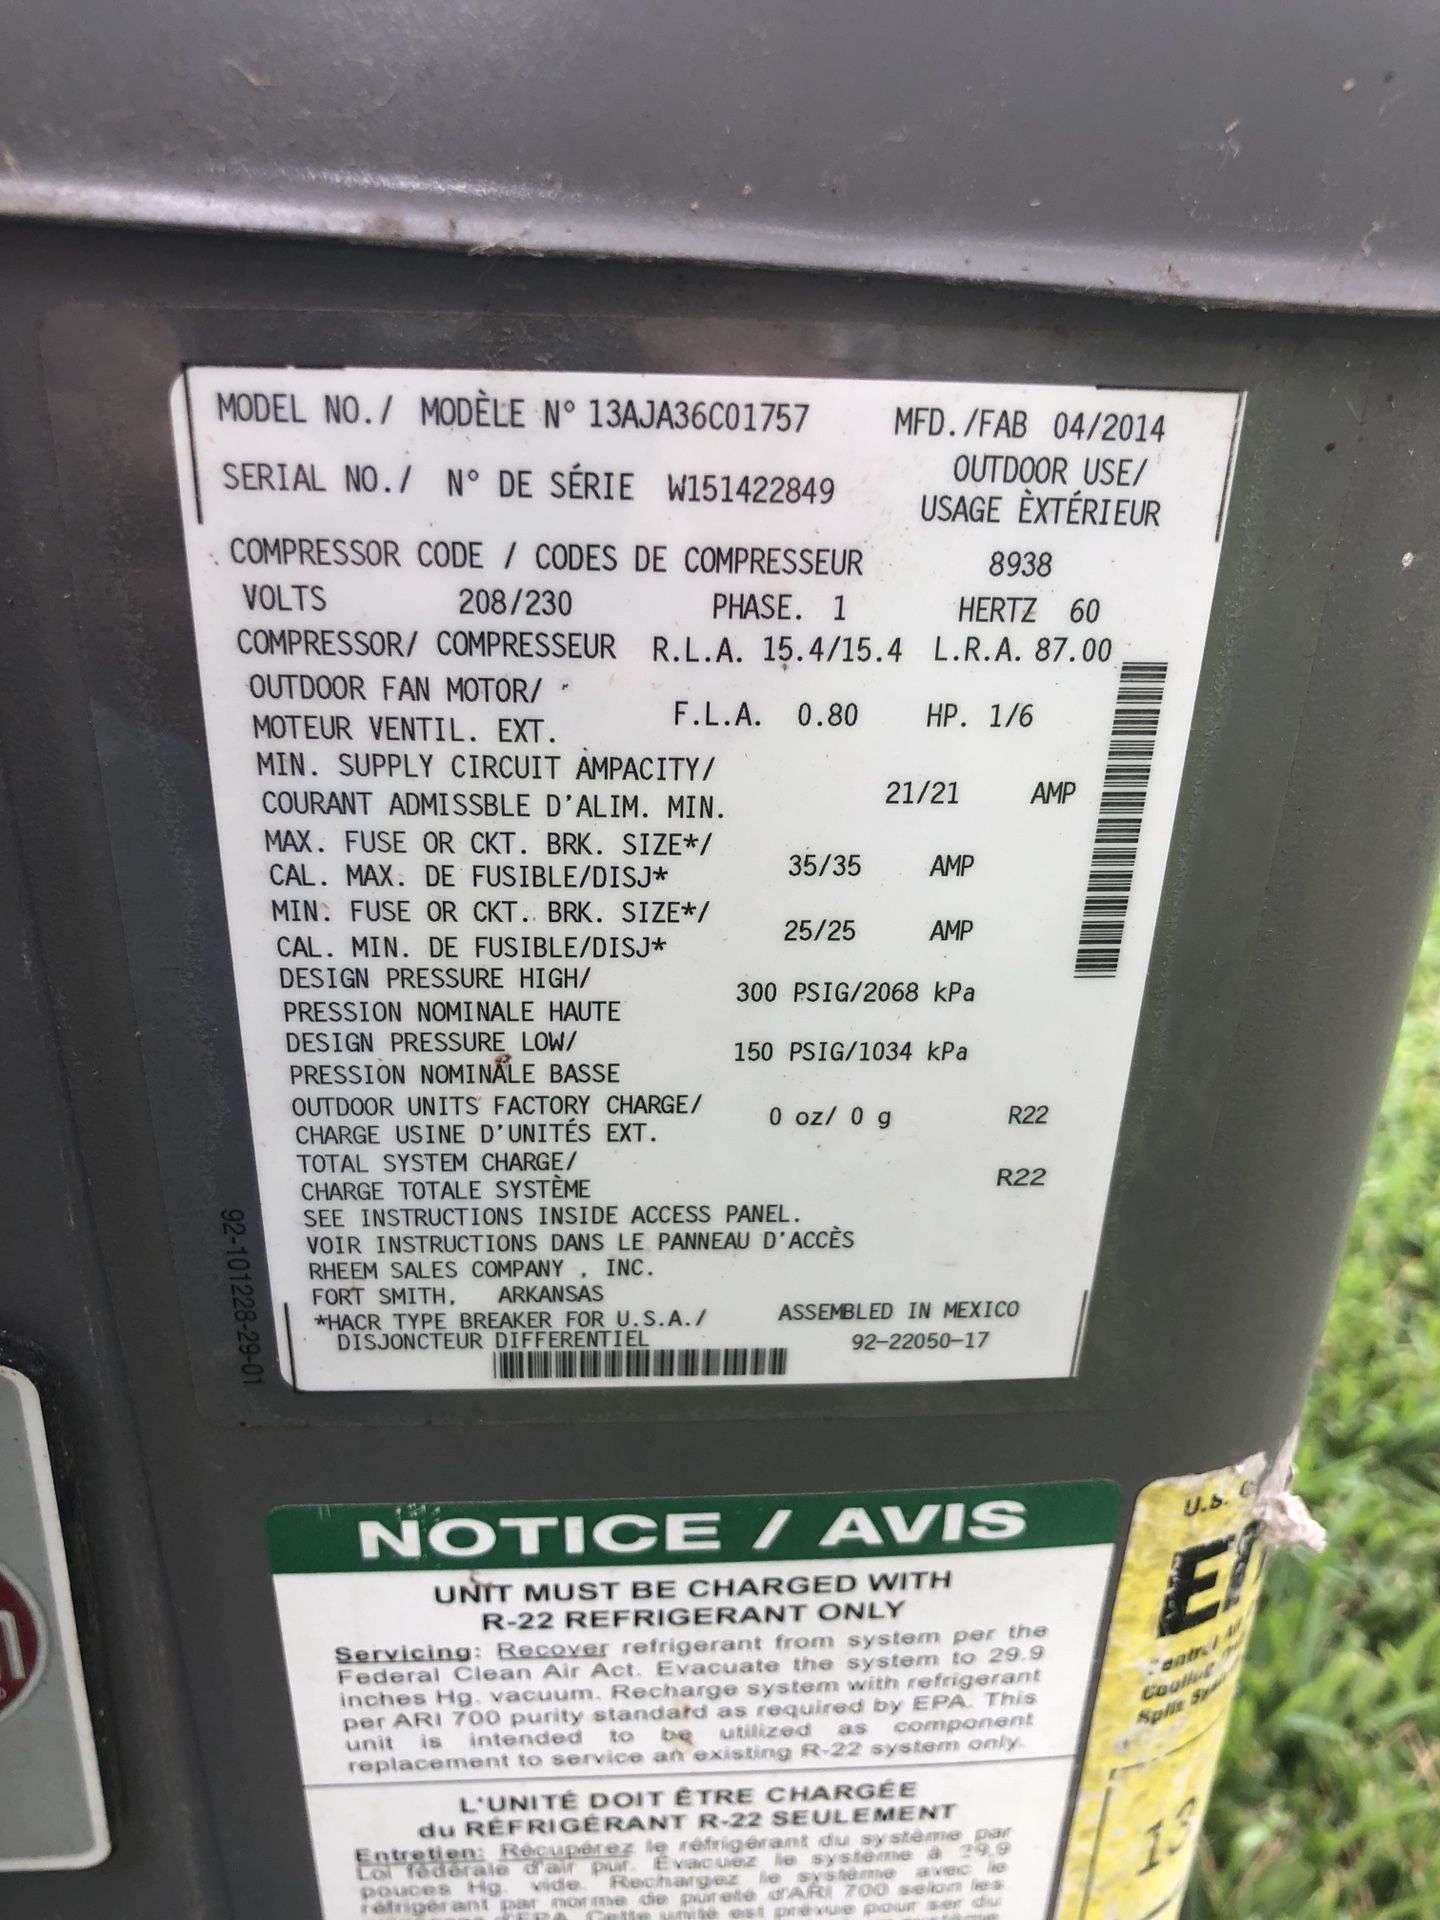 MODEL NO./ MODÈLE N° 13AJA36C01757 MFD./FAB 04/2014
SERIAL NO./ N° DE SÉRIE W151422849 OUTDOOR USE/
USAGE ÈXTÉRIEUR
COMPRESSOR CODE / CODES DE COMPRESSEUR 8938
VOLTS 208/230 PHASE. 1 HERTZ 60
COMPRESSOR/ COMPRESSEUR R.L.A. 15.4/15.4 L.R.A. 87.00
OUTDOOR FAN MOTOR/
MOTEUR VENTIL. EXT. F.L.A. 0.80 HP. 1/6
MIN. SUPPLY CIRCUIT AMPACITY/
COURANT ADMISSBLE D'ALIM. MIN. 21/21 AMP
MAX. FUSE OR CKT. BRK. SIZE*/
CAL. MAX. DE FUSIBLE/DISJ* 35/35 AMP
MIN. FUSE OR CKT. BRK. SIZE*/
CAL. MIN. DE FUSIBLE/DISJ* 25/25 AMP
DESIGN PRESSURE HIGH/
PRESSION NOMINALE HAUTE 300 PSIG/2068 kPa
DESIGN PRESSURE LOW/
PRESSION NOMINALE BASSE 150 PSIG/1034 kPa
OUTDOOR UNITS FACTORY CHARGE/
CHARGE USINE D'UNITÉS EXT. 0 oz/ 0 g R22
TOTAL SYSTEM CHARGE/
CHARGE TOTALE SYSTÈME R22
SEE INSTRUCTIONS INSIDE ACCESS PANEL.
VOIR INSTRUCTIONS DANS LE PANNEAU D'ACCÈS
RHEEM SALES COMPANY , INC.
FORT SMITH, ARKANSAS
*HACR TYPE BREAKER FOR U.S.A./ ASSEMBLED IN MEXICO
DISJONCTEUR DIFFERENTIEL 92-22050-17
92-101228-29-01
NOTICE / AVIS
UNIT MUST BE CHARGED WITH
R-22 REFRIGERANT ONLY
Servicing: Recover refrigerant from system per the
Federal Clean Air Act. Evacuate the system to 29.9
inches Hg. vacuum. Recharge system with refrigerant
per ARI 700 purity standard as required by EPA. This
unit is intended to be utilized as component
replacement to service an existing R-22 system only.
L'UNITÉ DOIT ÊTRE CHARGÉE
du RÉFRIGÉRANT R-22 SEULEMENT
Entretien: Récupérez le réfrigérant du système par
Loi fédérale d'air pur. Évacuez le système à 29,9
pouces Hg. vide. Rechargez le système avec le
réfrigérant par norme de pureté d'ARI 700 selon les
d'EPA. Cette unité est prévue pour ser du
U.S.
Split
13